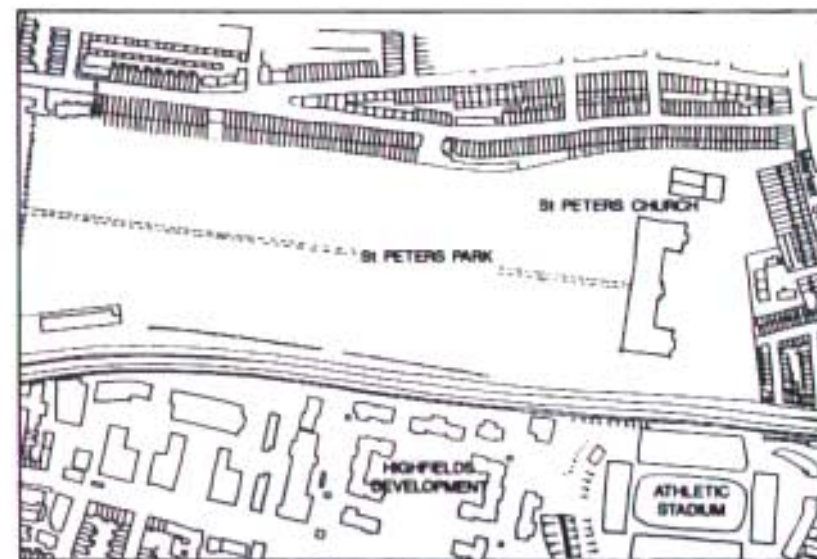 St PETERS CHURCH
St PETERS PARK
HIGHFIELDS
DEVELOPMENT
ATHLETIC
STADIUM